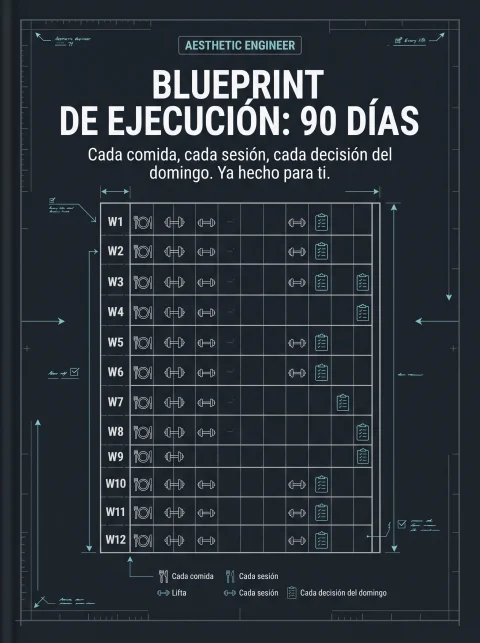 AESTHETIC ENGINEER
BLUEPRINT
DE EJECUCIÓN: 90 DÍAS
Cada comida, cada sesión, cada decisión del
domingo. Ya hecho para ti.
W1
W2
W3
W4
W5
W6
W7
W8
W9
W10
W11
W12
Cada comida
Cada sesión
Lifta
Cada sesión
Cada decisión del domingo